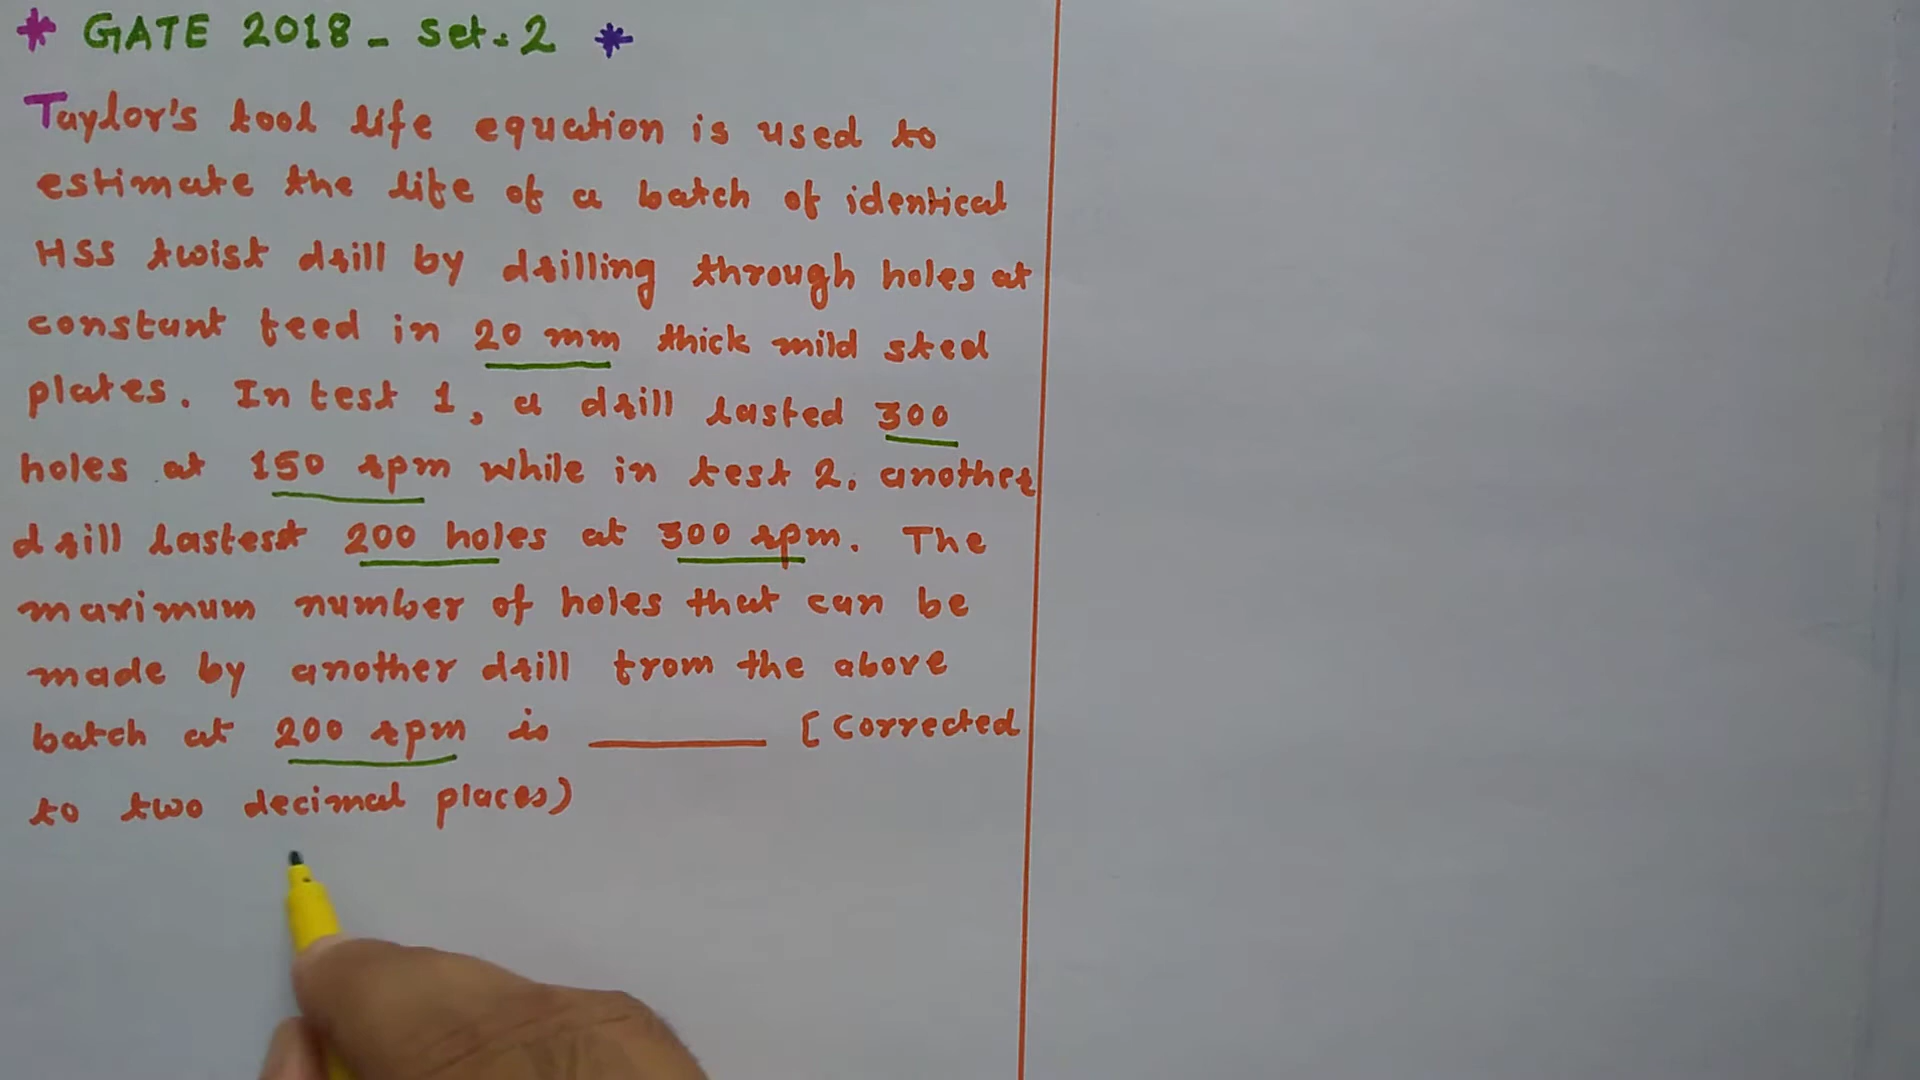 * GATE 2018 - Set-2 *
Taylor's tool life equation is used to
estimate the life of a batch of identical
HSS twist drill by drilling through holes at
constant feed in 20 mm thick mild steel
plates. In test 1, a drill lasted 300
holes at 150 rpm while in test 2, another
drill lastest 200 holes at 300 rpm. The
maximum number of holes that can be
made by another drill from the above
batch at 200 rpm is ______ [Corrected
to two decimal places)